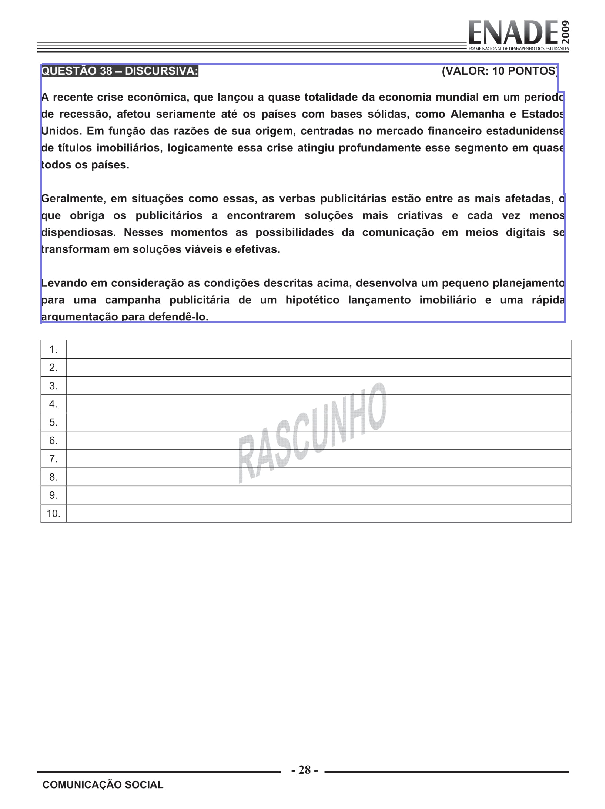 ENADE
2009
EXAME NACIONAL DE DESEMPENHO DOS ESTUDANTES
QUESTÃO 38 – DISCURSIVA: (VALOR: 10 PONTOS)
A recente crise econômica, que lançou a quase totalidade da economia mundial em um período
de recessão, afetou seriamente até os países com bases sólidas, como Alemanha e Estados
Unidos. Em função das razões de sua origem, centradas no mercado financeiro estadunidense
de títulos imobiliários, logicamente essa crise atingiu profundamente esse segmento em quase
todos os países.
Geralmente, em situações como essas, as verbas publicitárias estão entre as mais afetadas, o
que obriga os publicitários a encontrarem soluções mais criativas e cada vez menos
dispendiosas. Nesses momentos as possibilidades da comunicação em meios digitais se
transformam em soluções viáveis e efetivas.
Levando em consideração as condições descritas acima, desenvolva um pequeno planejamento
para uma campanha publicitária de um hipotético lançamento imobiliário e uma rápida
argumentação para defendê-lo.
1.
2.
3.
4.
5.
6.
7.
8.
9.
10.
RASCUNHO
- 28 -
COMUNICAÇÃO SOCIAL